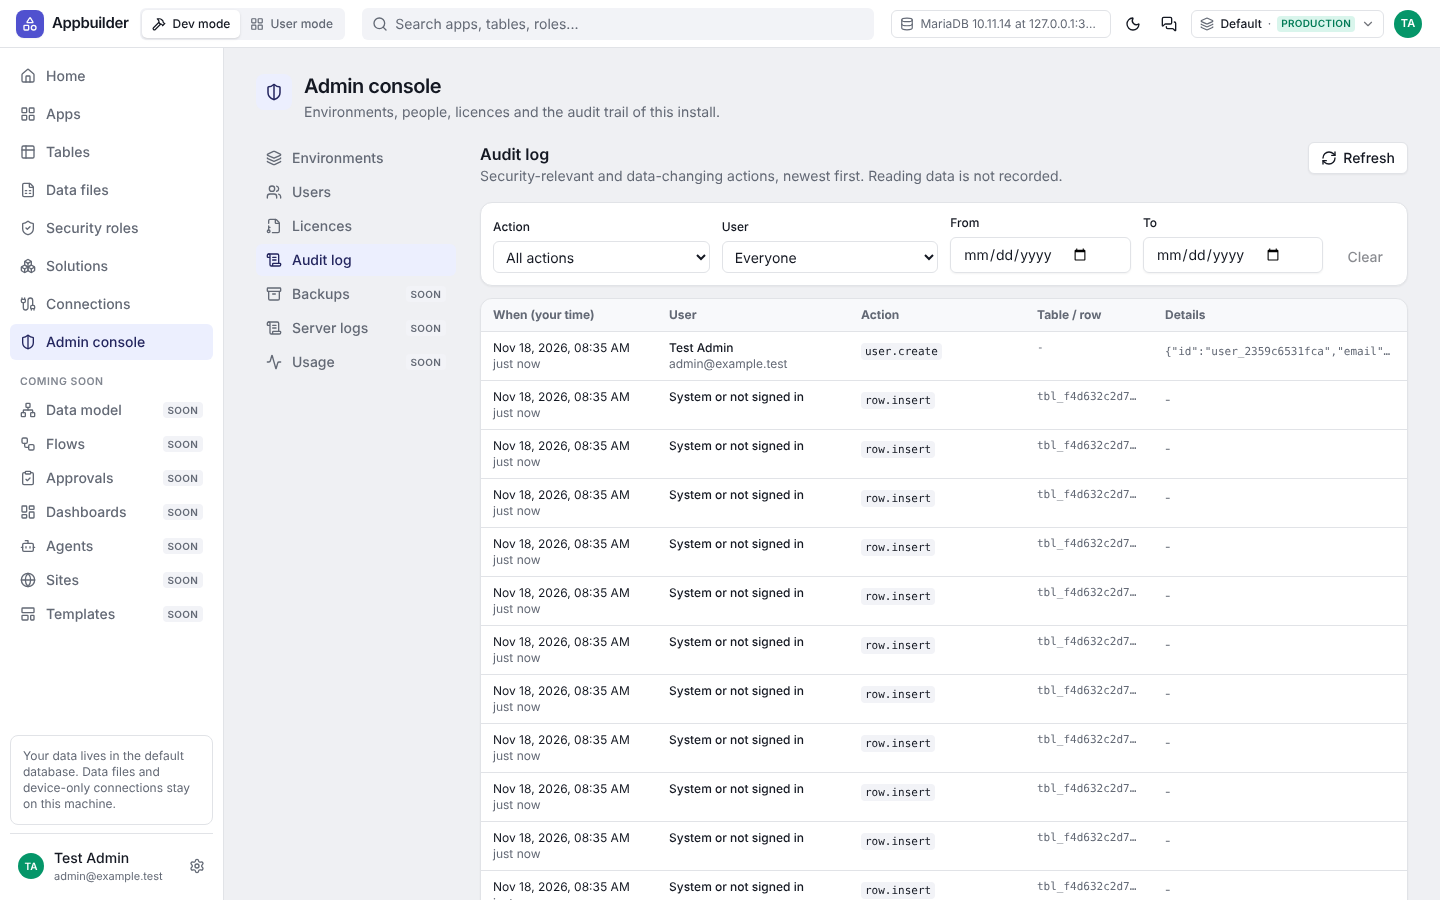 Appbuilder
Dev mode
User mode
Search apps, tables, roles...
MariaDB 10.11.14 at 127.0.0.1:3...
Default · PRODUCTION
TA
Home
Apps
Tables
Data files
Security roles
Solutions
Connections
Admin console
COMING SOON
Data model SOON
Flows SOON
Approvals SOON
Dashboards SOON
Agents SOON
Sites SOON
Templates SOON
Your data lives in the default
database. Data files and
device-only connections stay
on this machine.
TA
Test Admin
admin@example.test
Admin console
Environments, people, licences and the audit trail of this install.
Environments
Users
Licences
Audit log
Backups SOON
Server logs SOON
Usage SOON
Audit log
Security-relevant and data-changing actions, newest first. Reading data is not recorded.
Refresh
Action
User
From
To
All actions
Everyone
mm/dd/yyyy
mm/dd/yyyy
Clear
When (your time) User Action Table / row Details
Nov 18, 2026, 08:35 AM Test Admin user.create - {"id":"user_2359c6531fca","email"...
just now admin@example.test
Nov 18, 2026, 08:35 AM System or not signed in row.insert tbl_f4d632c2d7... -
just now
Nov 18, 2026, 08:35 AM System or not signed in row.insert tbl_f4d632c2d7... -
just now
Nov 18, 2026, 08:35 AM System or not signed in row.insert tbl_f4d632c2d7... -
just now
Nov 18, 2026, 08:35 AM System or not signed in row.insert tbl_f4d632c2d7... -
just now
Nov 18, 2026, 08:35 AM System or not signed in row.insert tbl_f4d632c2d7... -
just now
Nov 18, 2026, 08:35 AM System or not signed in row.insert tbl_f4d632c2d7... -
just now
Nov 18, 2026, 08:35 AM System or not signed in row.insert tbl_f4d632c2d7... -
just now
Nov 18, 2026, 08:35 AM System or not signed in row.insert tbl_f4d632c2d7... -
just now
Nov 18, 2026, 08:35 AM System or not signed in row.insert tbl_f4d632c2d7... -
just now
Nov 18, 2026, 08:35 AM System or not signed in row.insert tbl_f4d632c2d7... -
just now
Nov 18, 2026, 08:35 AM System or not signed in row.insert tbl_f4d632c2d7... -